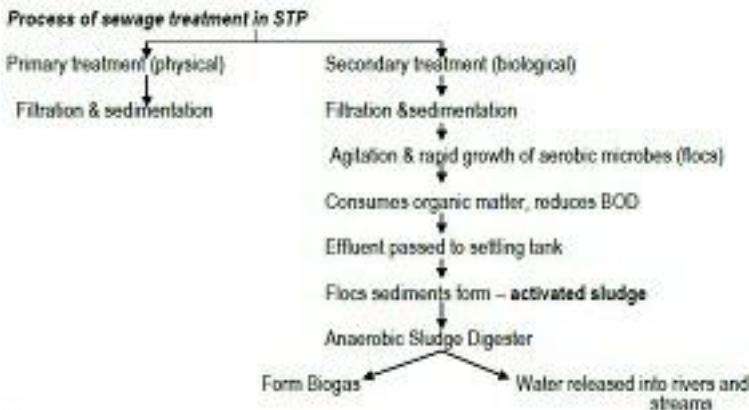 Process of sewage treatment in STP
Primary treatment (physical)
Secondary treatment (biological)
Filtration & sedimentation
Filtration &sedimentation
Agitation & rapid growth of aerobic microbes (flocs)
Consumes organic matter, reduces BOD
Effluent passed to settling tank
Flocs sediments form – activated sludge
Anaerobic Sludge Digester
Form Biogas
Water released into rivers and
streams